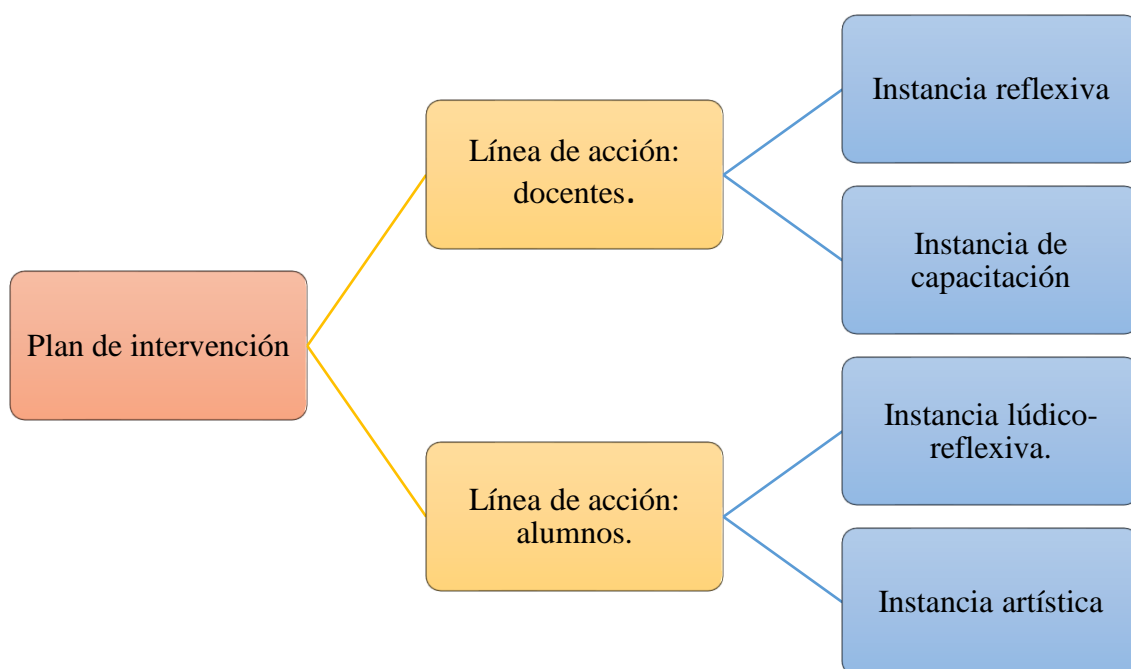 Plan de intervención
Línea de acción:
docentes.
Instancia reflexiva
Instancia de
capacitación
Línea de acción:
alumnos.
Instancia lúdico-
reflexiva.
Instancia artística